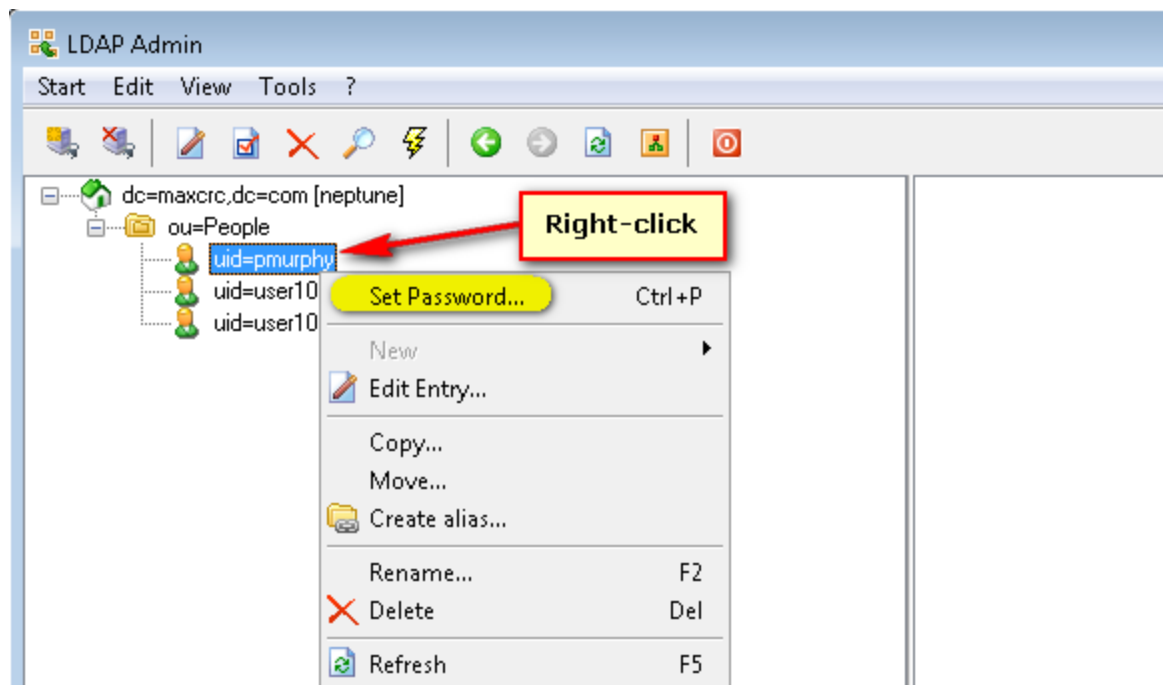 LDAP Admin
Start Edit View Tools ?
dc=maxcrc,dc=com [neptune]
ou=People
Right-click
uid=pmurphy
uid=user10
uid=user10
Set Password... Ctrl+P
New
Edit Entry...
Copy...
Move...
Create alias...
Rename... F2
Delete Del
Refresh F5